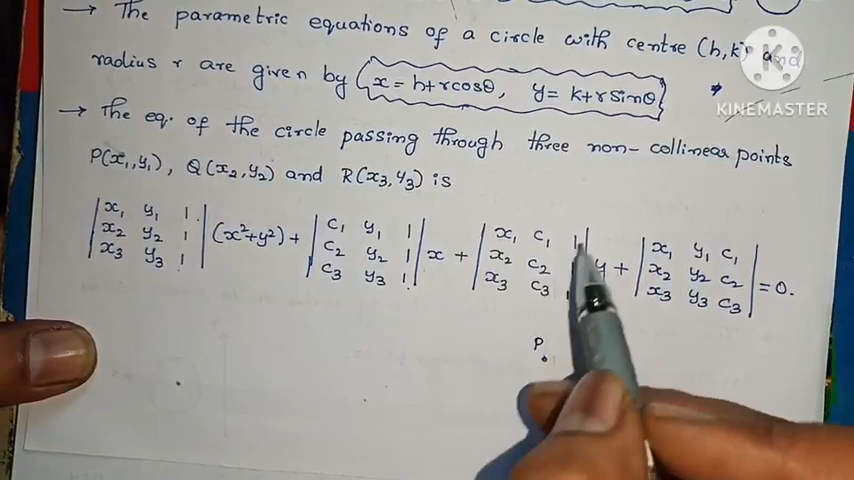 → The parametric equations of a circle with centre (h,k) and
radius r are given by x = h+rcosθ, y = k+rsinθ
→ The eq. of the circle passing through three non-collinear points
P(x₁,y₁), Q(x₂,y₂) and R(x₃,y₃) is
|x₁ y₁ 1; x₂ y₂ 1; x₃ y₃ 1| (x²+y²) + |c₁ y₁ 1; c₂ y₂ 1; c₃ y₃ 1| x + |x₁ c₁ 1; x₂ c₂; x₃ c₃ 1| y + |x₁ y₁ c₁; x₂ y₂ c₂; x₃ y₃ c₃| = 0.
P
KINEMASTER